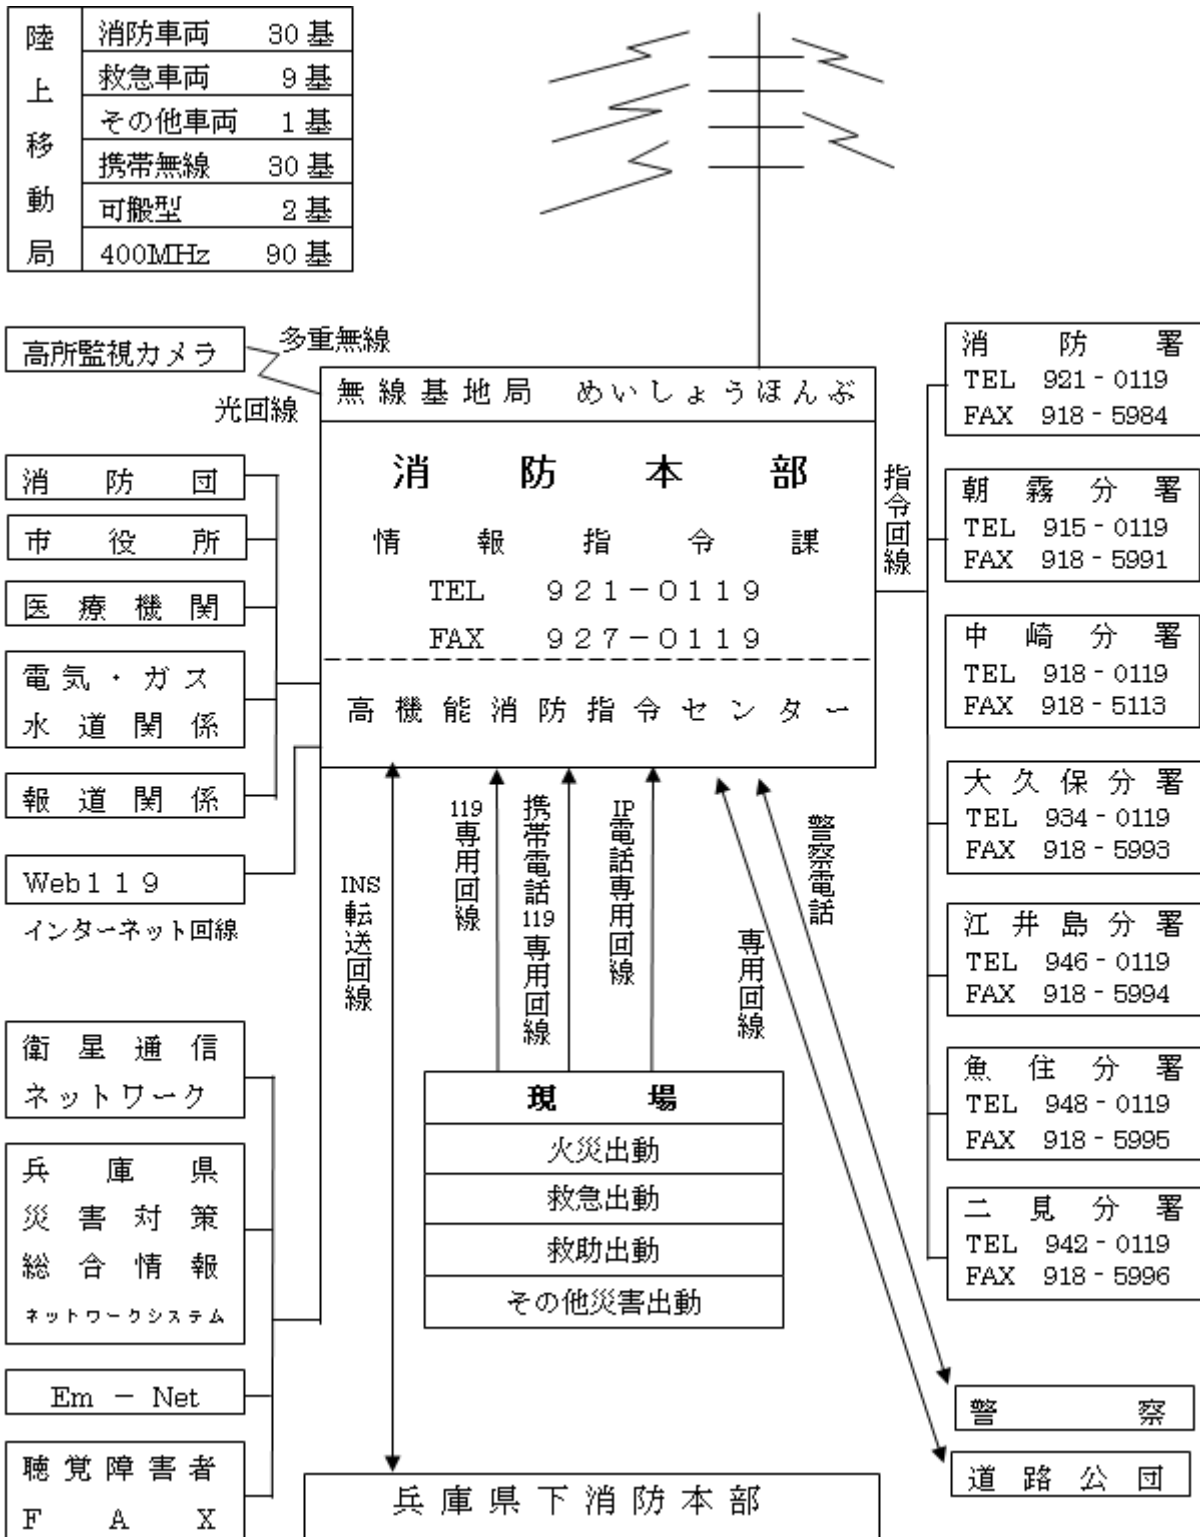 陸上移動局
消防車両 30基
救急車両 9基
その他車両 1基
携帯無線 30基
可搬型 2基
400MHz 90基
高所監視カメラ
多重無線
光回線
無線基地局 めいしょうほんぶ
消防本部
情報指令課
TEL 921-0119
FAX 927-0119
高機能消防指令センター
消防団
市役所
医療機関
電気・ガス
水道関係
報道関係
Web119
インターネット回線
衛星通信
ネットワーク
兵庫県
災害対策
総合情報
ネットワークシステム
Em-Net
聴覚障害者
FAX
INS転送回線
119専用回線
携帯電話119専用回線
IP電話専用回線
専用回線
警察電話
指令回線
現場
火災出動
救急出動
救助出動
その他災害出動
兵庫県下消防本部
消防署
TEL 921-0119
FAX 918-5984
朝霧分署
TEL 915-0119
FAX 918-5991
中崎分署
TEL 918-0119
FAX 918-5113
大久保分署
TEL 934-0119
FAX 918-5993
江井島分署
TEL 946-0119
FAX 918-5994
魚住分署
TEL 948-0119
FAX 918-5995
二見分署
TEL 942-0119
FAX 918-5996
警察
道路公団